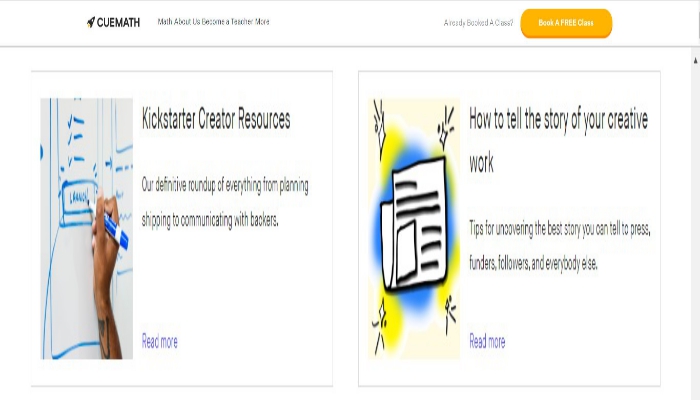 CUEMATH
Math About Us Become a Teacher More
Already Booked A Class?
Book A FREE Class
Kickstarter Creator Resources
Our definitive roundup of everything from planning
shipping to communicating with backers.
Read more
LAUNCH!
How to tell the story of your creative
work
Tips for uncovering the best story you can tell to press,
funders, followers, and everybody else.
Read more